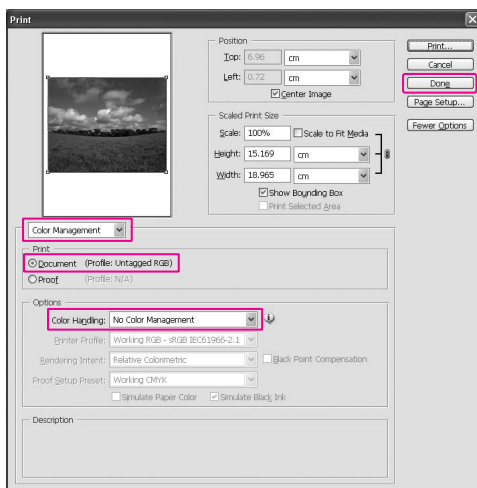 Print
Position
Top: 6.96 cm
Left: 0.72 cm
Center Image
Scaled Print Size
Scale: 100% Scale to Fit Media
Height: 15.169 cm
Width: 18.965 cm
Show Bounding Box
Print Selected Area
Print...
Cancel
Done
Page Setup...
Fewer Options
Color Management
Print
Document (Profile: Untagged RGB)
Proof (Profile: N/A)
Options
Color Handling: No Color Management
Printer Profile: Working RGB - sRGB IEC61966-2.1
Rendering Intent: Relative Colorimetric Black Point Compensation
Proof Setup Preset: Working CMYK
Simulate Paper Color Simulate Black Ink
Description